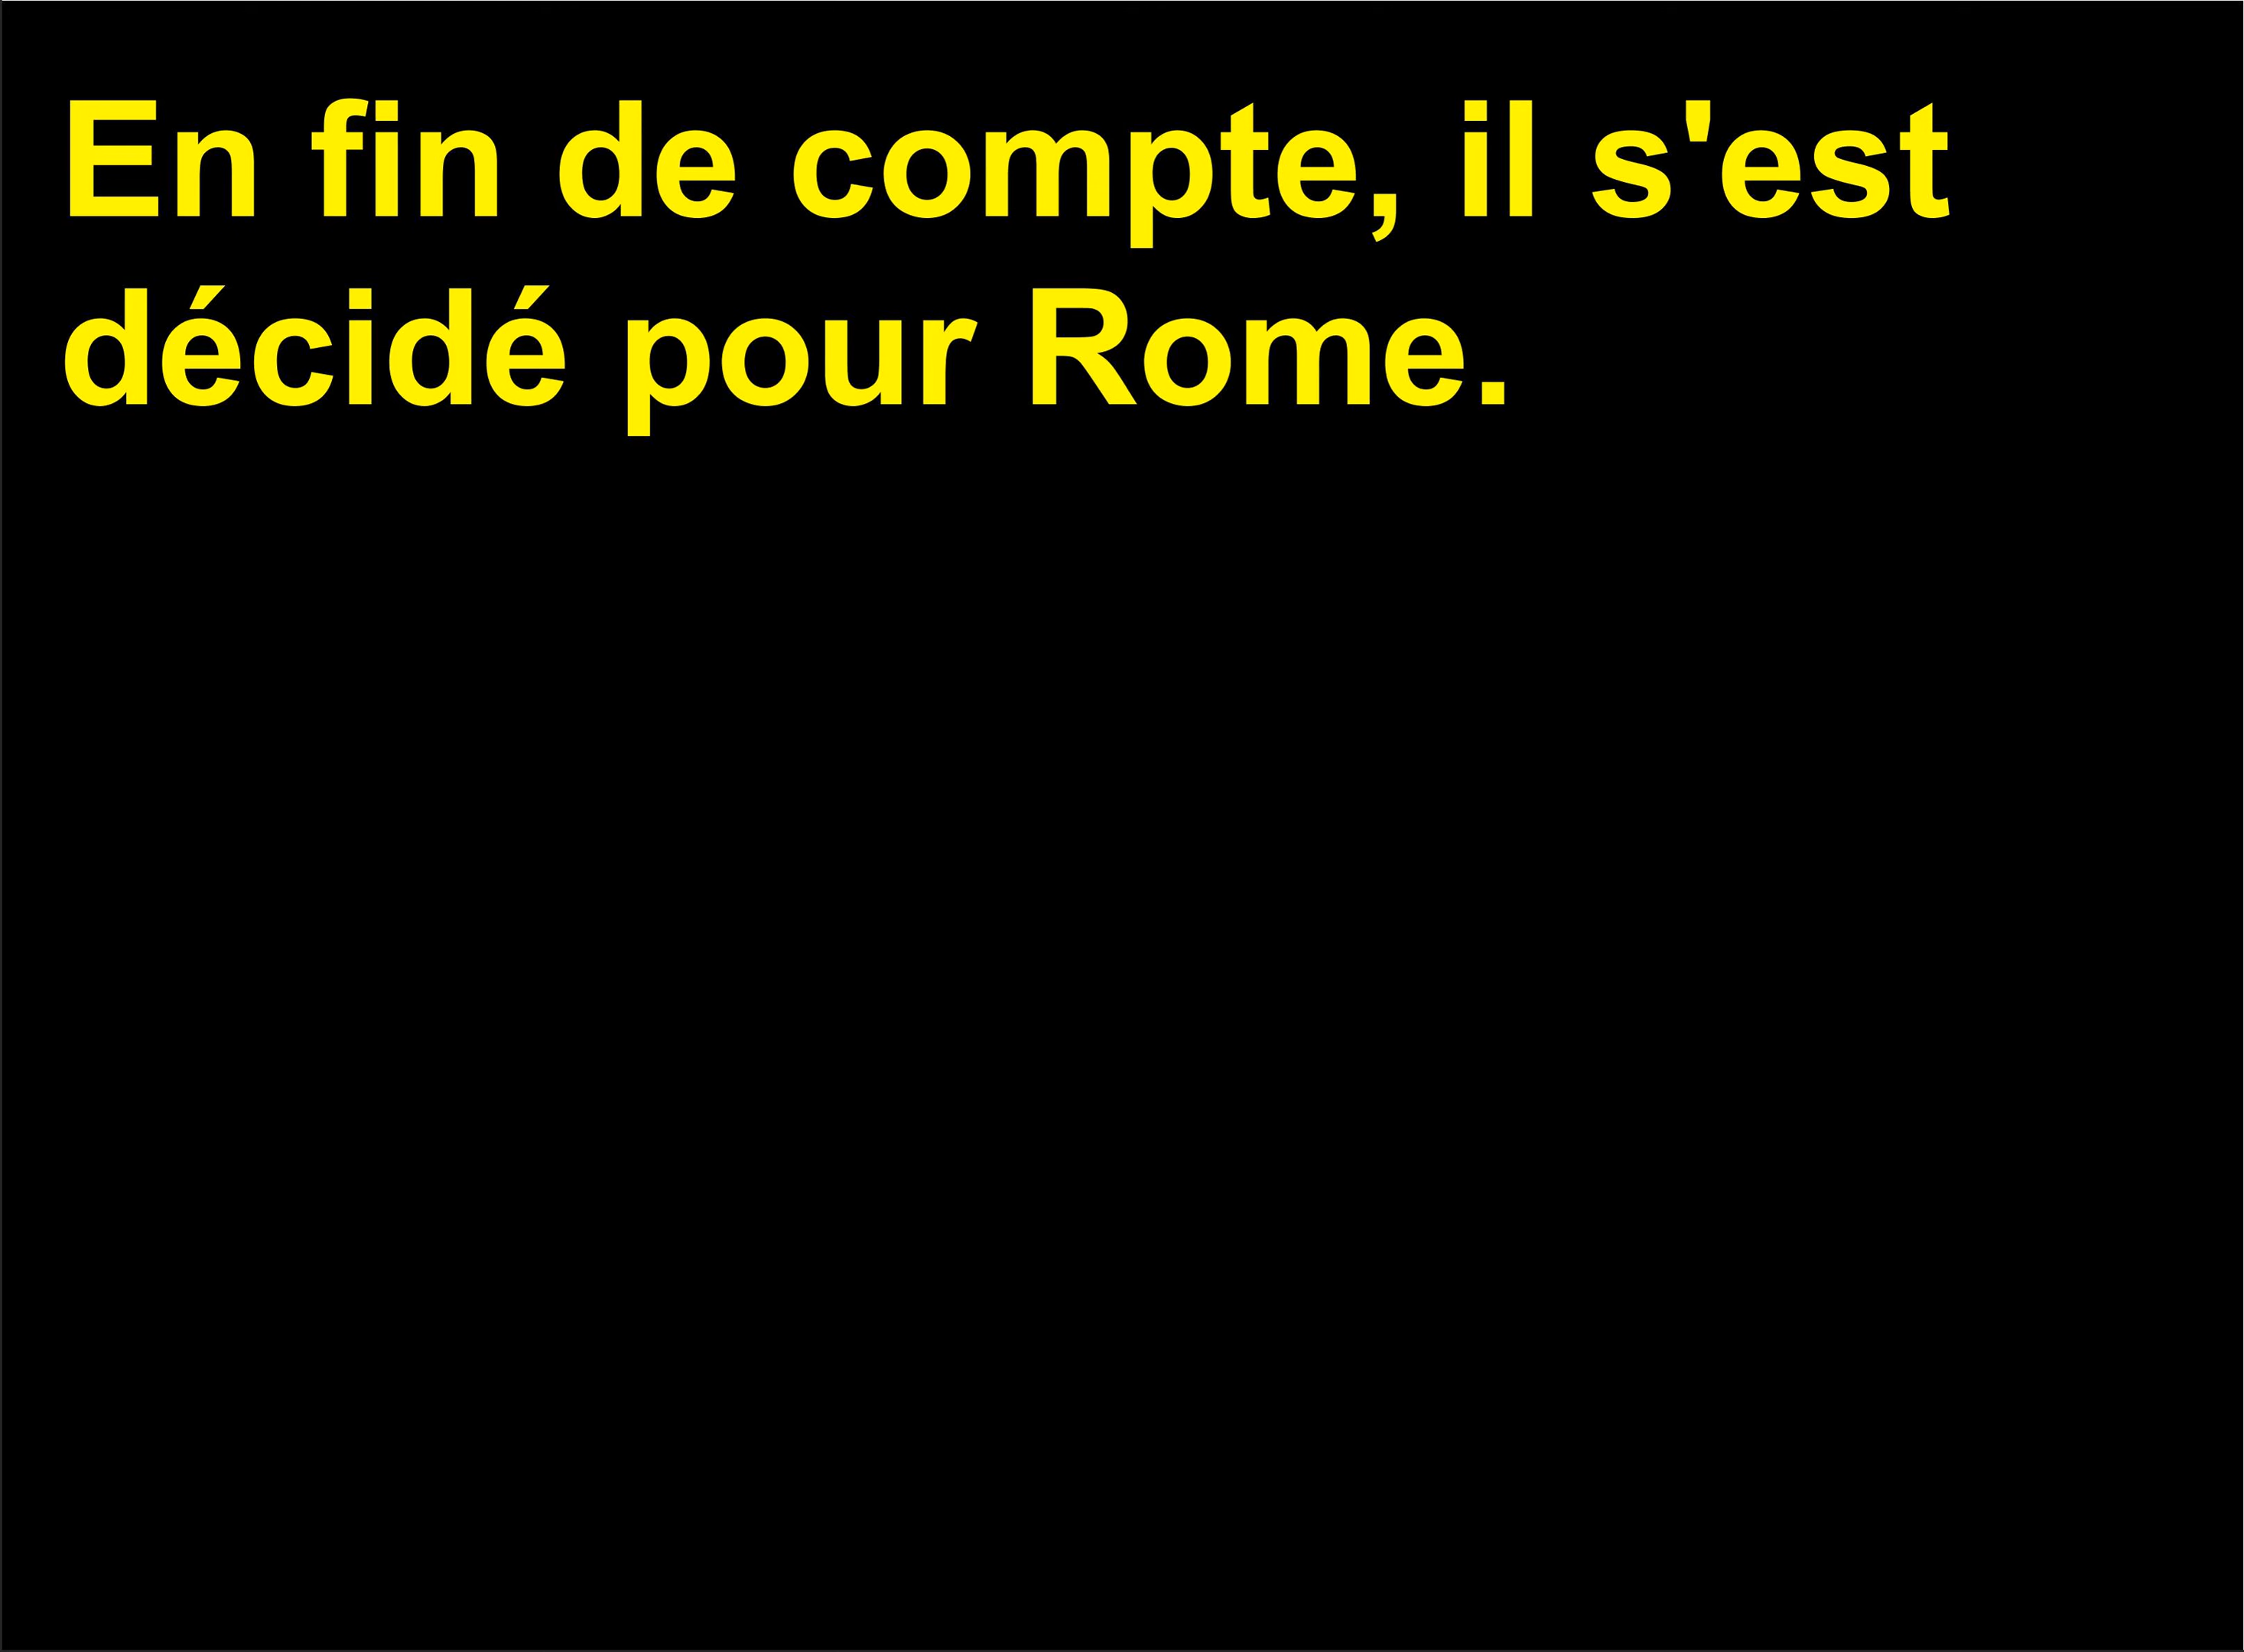 En fin de compte, il s'est
décidé pour Rome.